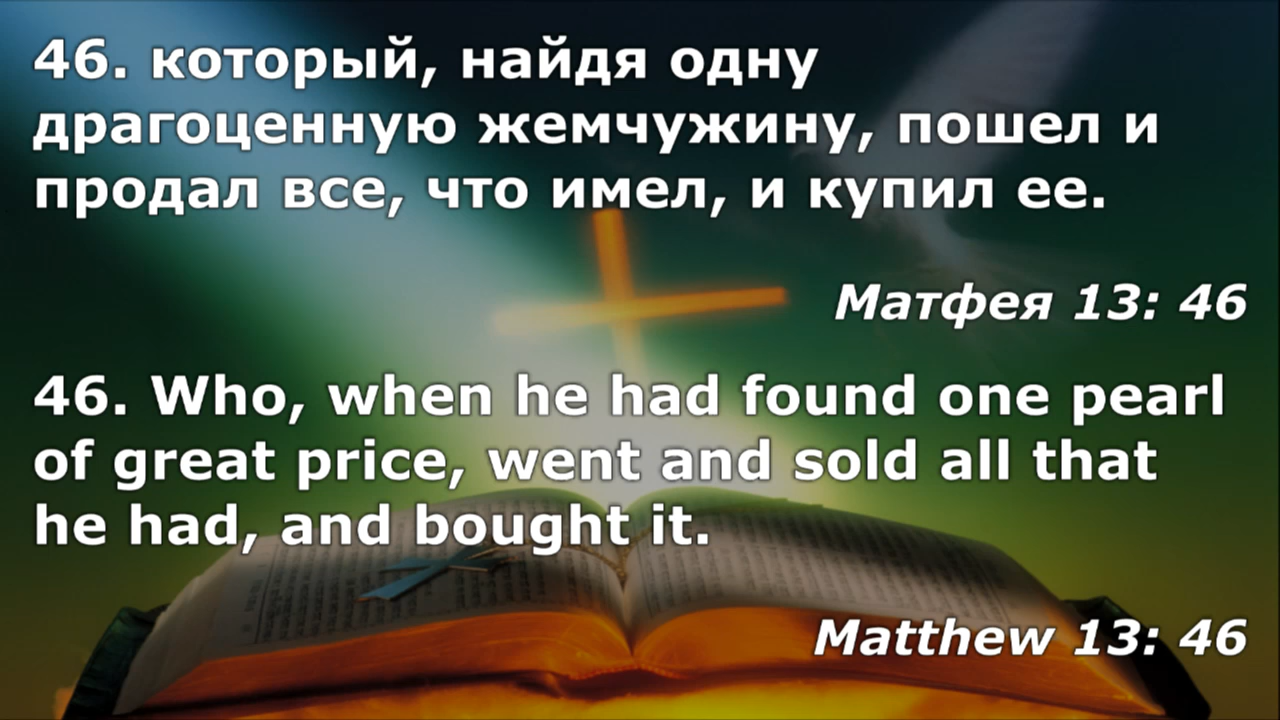 46. который, найдя одну
драгоценную жемчужину, пошел и
продал все, что имел, и купил ее.
Матфея 13: 46
46. Who, when he had found one pearl
of great price, went and sold all that
he had, and bought it.
Matthew 13: 46